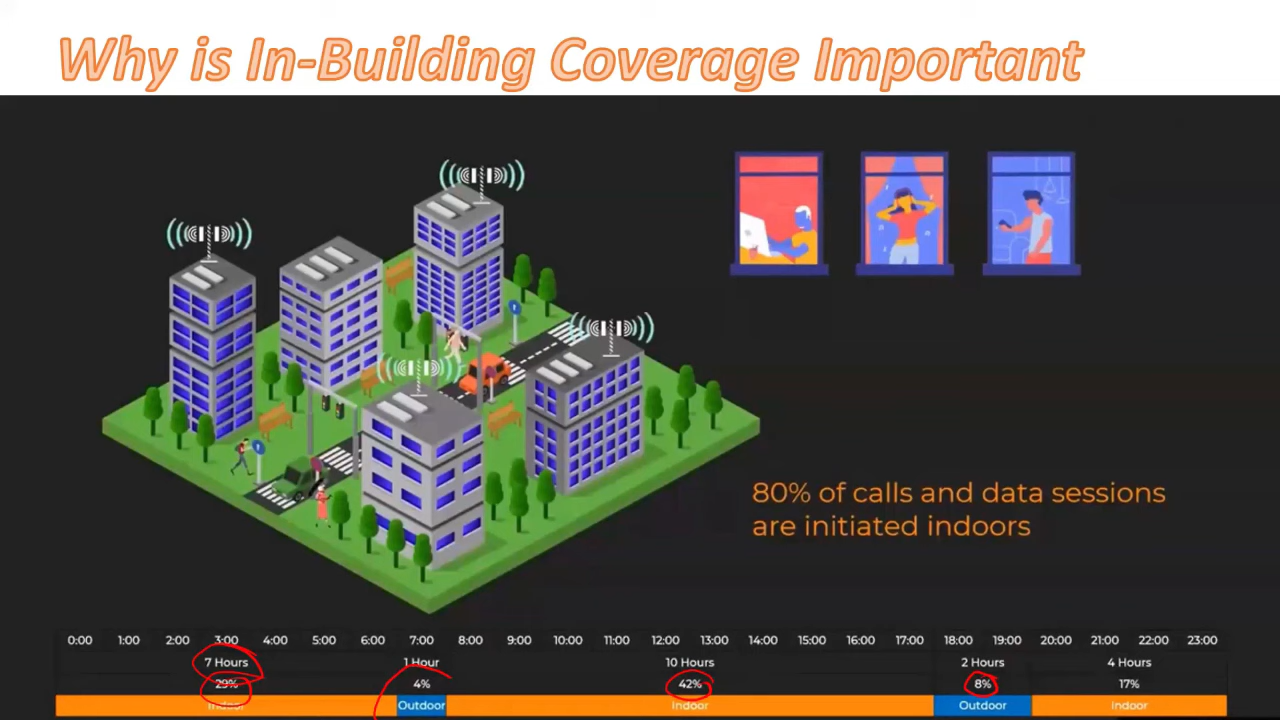 Why is In-Building Coverage Important
80% of calls and data sessions
are initiated indoors
0:00 1:00 2:00 3:00 4:00 5:00 6:00 7:00 8:00 9:00 10:00 11:00 12:00 13:00 14:00 15:00 16:00 17:00 18:00 19:00 20:00 21:00 22:00 23:00
7 Hours 1 Hour 10 Hours 2 Hours 4 Hours
29% 4% 42% 8% 17%
Indoor Outdoor Indoor Outdoor Indoor